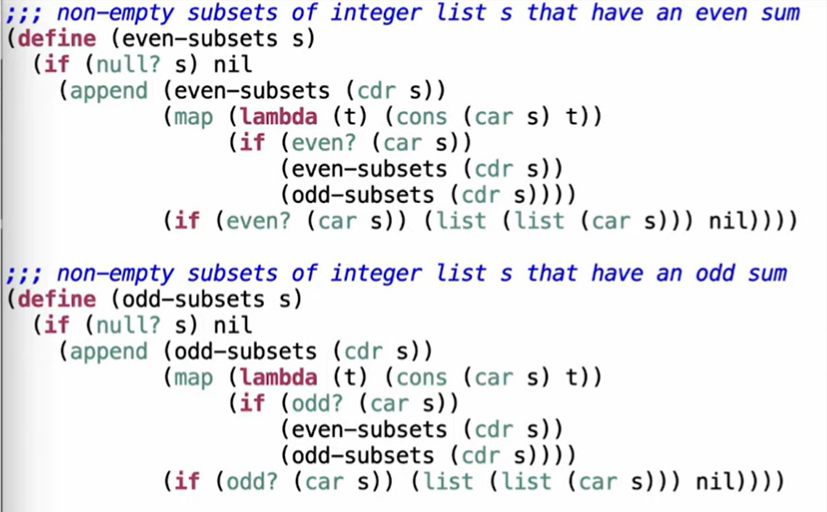 ;;; non-empty subsets of integer list s that have an even sum
(define (even-subsets s)
  (if (null? s) nil
    (append (even-subsets (cdr s))
            (map (lambda (t) (cons (car s) t))
                 (if (even? (car s))
                     (even-subsets (cdr s))
                     (odd-subsets (cdr s))))
            (if (even? (car s)) (list (list (car s))) nil))))

;;; non-empty subsets of integer list s that have an odd sum
(define (odd-subsets s)
  (if (null? s) nil
    (append (odd-subsets (cdr s))
            (map (lambda (t) (cons (car s) t))
                 (if (odd? (car s))
                     (even-subsets (cdr s))
                     (odd-subsets (cdr s))))
            (if (odd? (car s)) (list (list (car s))) nil))))